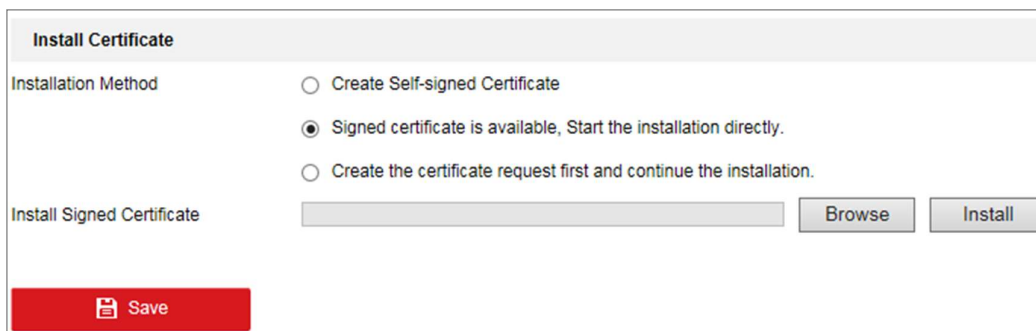 Install Certificate
Installation Method
Create Self-signed Certificate
Signed certificate is available, Start the installation directly.
Create the certificate request first and continue the installation.
Install Signed Certificate Browse Install
Save